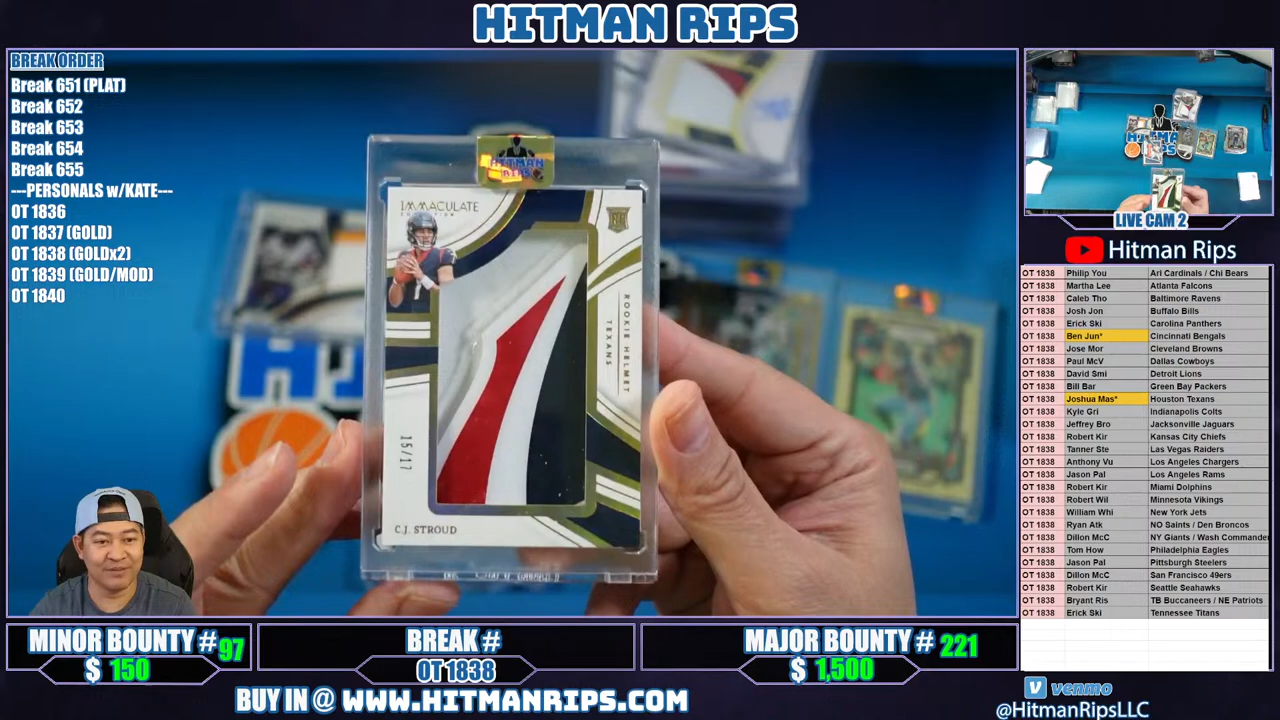 HITMAN RIPS
BREAK ORDER
Break 651 (PLAT)
Break 652
Break 653
Break 654
Break 655
---PERSONALS w/KATE---
OT 1836
OT 1837 (GOLD)
OT 1838 (GOLDx2)
OT 1839 (GOLD/MOD)
OT 1840
HITMAN
RIPS
IMMACULATE
COLLECTION
RC
ROOKIE HELMET
TEXANS
15/17
C.J. STROUD
LIVE CAM 2
Hitman Rips
OT 1838 Philip You Ari Cardinals / Chi Bears
OT 1838 Martha Lee Atlanta Falcons
OT 1838 Caleb Tho Baltimore Ravens
OT 1838 Josh Jon Buffalo Bills
OT 1838 Erick Ski Carolina Panthers
OT 1838 Ben Jun* Cincinnati Bengals
OT 1838 Jose Mor Cleveland Browns
OT 1838 Paul McV Dallas Cowboys
OT 1838 David Smi Detroit Lions
OT 1838 Bill Bar Green Bay Packers
OT 1838 Joshua Mas* Houston Texans
OT 1838 Kyle Gri Indianapolis Colts
OT 1838 Jeffrey Bro Jacksonville Jaguars
OT 1838 Robert Kir Kansas City Chiefs
OT 1838 Tanner Ste Las Vegas Raiders
OT 1838 Anthony Vu Los Angeles Chargers
OT 1838 Jason Pal Los Angeles Rams
OT 1838 Robert Kir Miami Dolphins
OT 1838 Robert Wil Minnesota Vikings
OT 1838 William Whi New York Jets
OT 1838 Ryan Atk NO Saints / Den Broncos
OT 1838 Dillon McC NY Giants / Wash Commander
OT 1838 Tom How Philadelphia Eagles
OT 1838 Jason Pal Pittsburgh Steelers
OT 1838 Dillon McC San Francisco 49ers
OT 1838 Robert Kir Seattle Seahawks
OT 1838 Bryant Ris TB Buccaneers / NE Patriots
OT 1838 Erick Ski Tennessee Titans
MINOR BOUNTY # 97
$ 150
BREAK #
OT 1838
MAJOR BOUNTY # 221
$ 1,500
BUY IN @ WWW.HITMANRIPS.COM
venmo
@HitmanRipsLLC